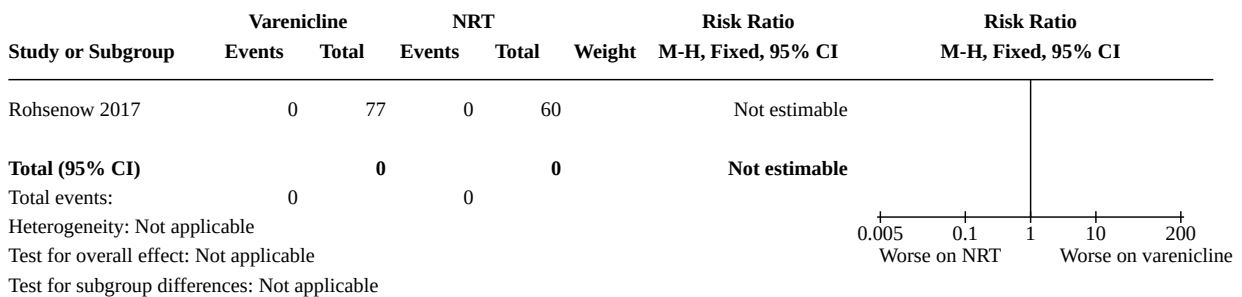 Varenicline NRT Risk Ratio Risk Ratio
Study or Subgroup Events Total Events Total Weight M-H, Fixed, 95% CI M-H, Fixed, 95% CI
Rohsenow 2017 0 77 0 60 Not estimable
Total (95% CI) 0 0 Not estimable
Total events: 0 0
Heterogeneity: Not applicable
0.005 0.1 1 10 200
Test for overall effect: Not applicable Worse on NRT Worse on varenicline
Test for subgroup differences: Not applicable